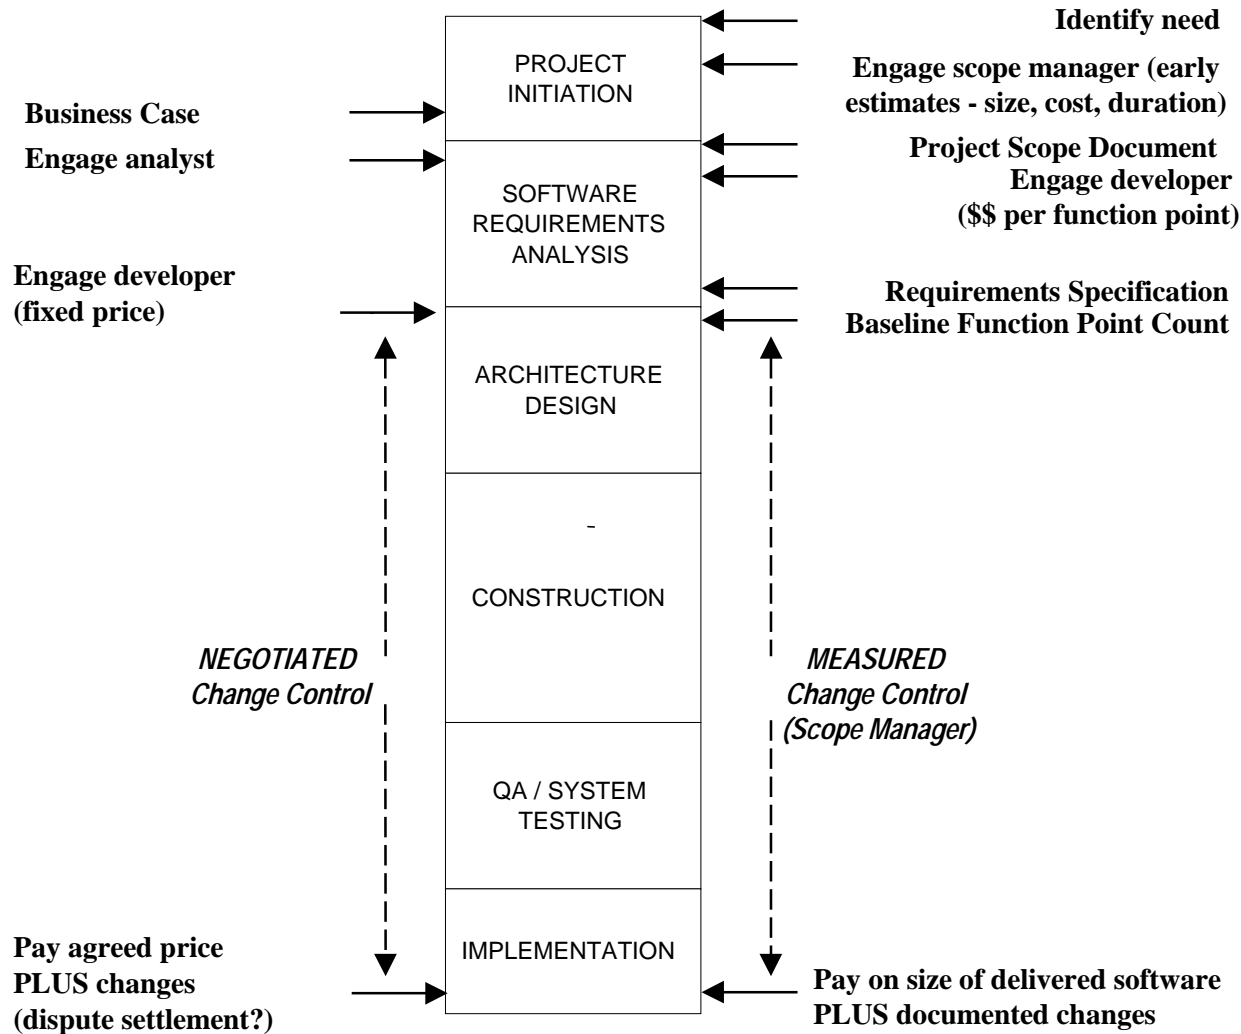 Identify need
PROJECT
INITIATION
Engage scope manager (early
estimates - size, cost, duration)
Business Case
Engage analyst
Project Scope Document
Engage developer
($$ per function point)
SOFTWARE
REQUIREMENTS
ANALYSIS
Engage developer
(fixed price)
Requirements Specification
Baseline Function Point Count
ARCHITECTURE
DESIGN
-
CONSTRUCTION
NEGOTIATED
Change Control
MEASURED
Change Control
(Scope Manager)
QA / SYSTEM
TESTING
IMPLEMENTATION
Pay agreed price
PLUS changes
(dispute settlement?)
Pay on size of delivered software
PLUS documented changes